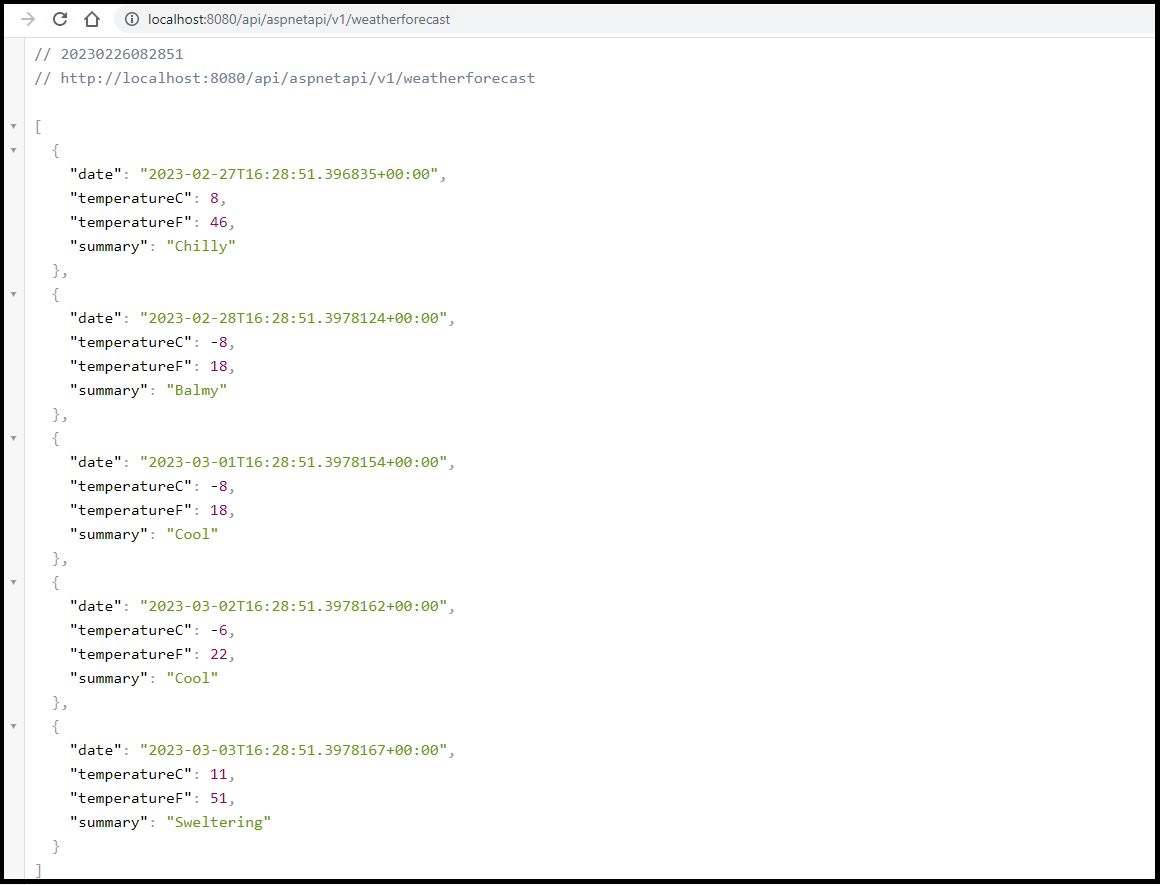 localhost:8080/api/aspnetapi/v1/weatherforecast
// 20230226082851
// http://localhost:8080/api/aspnetapi/v1/weatherforecast
[
  {
    "date": "2023-02-27T16:28:51.396835+00:00",
    "temperatureC": 8,
    "temperatureF": 46,
    "summary": "Chilly"
  },
  {
    "date": "2023-02-28T16:28:51.3978124+00:00",
    "temperatureC": -8,
    "temperatureF": 18,
    "summary": "Balmy"
  },
  {
    "date": "2023-03-01T16:28:51.3978154+00:00",
    "temperatureC": -8,
    "temperatureF": 18,
    "summary": "Cool"
  },
  {
    "date": "2023-03-02T16:28:51.3978162+00:00",
    "temperatureC": -6,
    "temperatureF": 22,
    "summary": "Cool"
  },
  {
    "date": "2023-03-03T16:28:51.3978167+00:00",
    "temperatureC": 11,
    "temperatureF": 51,
    "summary": "Sweltering"
  }
]